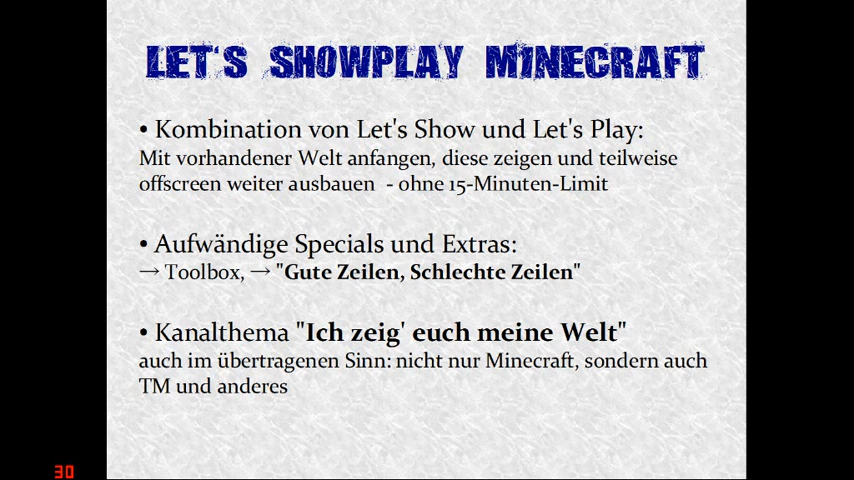 LET'S SHOWPLAY MINECRAFT
• Kombination von Let's Show und Let's Play:
Mit vorhandener Welt anfangen, diese zeigen und teilweise
offscreen weiter ausbauen - ohne 15-Minuten-Limit
• Aufwändige Specials und Extras:
→ Toolbox, → "Gute Zeilen, Schlechte Zeilen"
• Kanalthema "Ich zeig' euch meine Welt"
auch im übertragenen Sinn: nicht nur Minecraft, sondern auch
TM und anderes
30